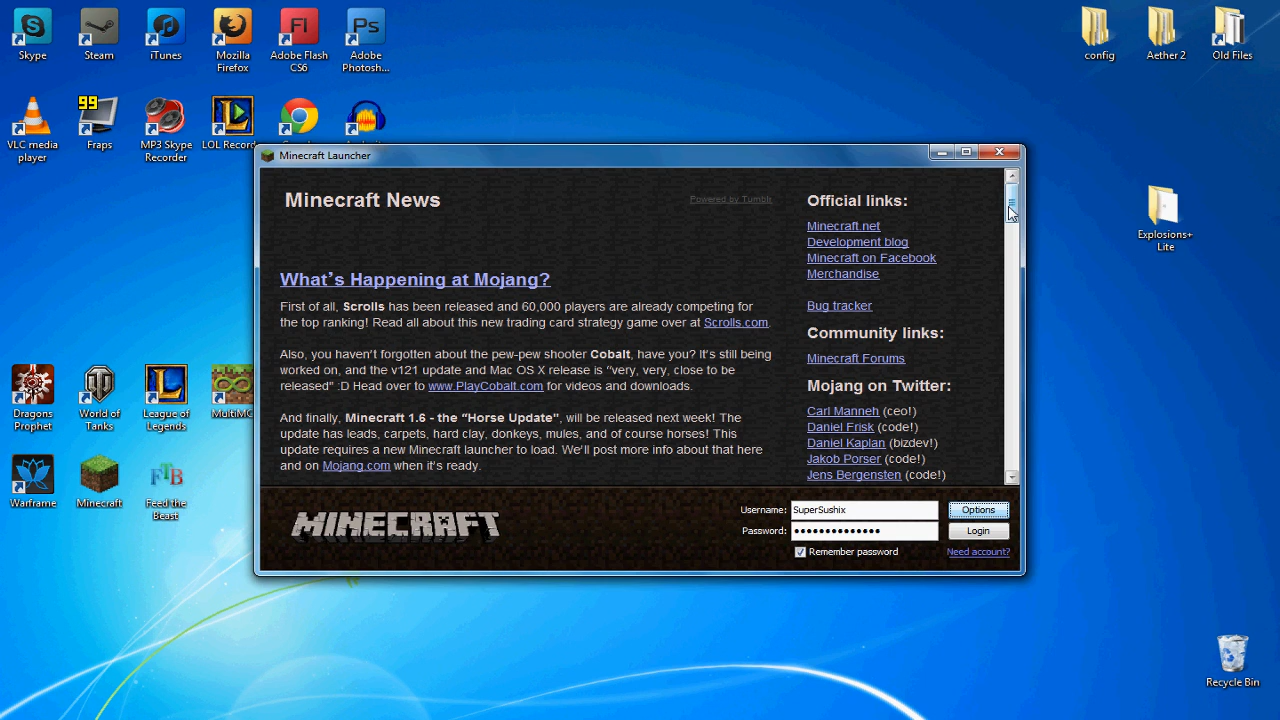 Skype
Steam
iTunes
Mozilla
Firefox
Adobe Flash
CS6
Adobe
Photosh...
config
Aether 2
Old Files
Fl
Ps
99
VLC media
player
Fraps
MP3 Skype
Recorder
LOL Record
Explosions+
Lite
Dragons
Prophet
World of
Tanks
League of
Legends
MultiMC
Warframe
Minecraft
FTB
Feed the
Beast
Recycle Bin
Minecraft Launcher
Minecraft News
Powered by Tumblr
What's Happening at Mojang?
First of all, Scrolls has been released and 60,000 players are already competing for
the top ranking! Read all about this new trading card strategy game over at Scrolls.com.
Also, you haven't forgotten about the pew-pew shooter Cobalt, have you? It's still being
worked on, and the v121 update and Mac OS X release is "very, very, close to be
released" :D Head over to www.PlayCobalt.com for videos and downloads.
And finally, Minecraft 1.6 - the "Horse Update", will be released next week! The
update has leads, carpets, hard clay, donkeys, mules, and of course horses! This
update requires a new Minecraft launcher to load. We'll post more info about that here
and on Mojang.com when it's ready.
Official links:
Minecraft.net
Development blog
Minecraft on Facebook
Merchandise
Bug tracker
Community links:
Minecraft Forums
Mojang on Twitter:
Carl Manneh (ceo!)
Daniel Frisk (code!)
Daniel Kaplan (bizdev!)
Jakob Porser (code!)
Jens Bergensten (code!)
MINECRAFT
Username: SuperSushix Options
Password: ●●●●●●●●●●●●●● Login
Remember password Need account?